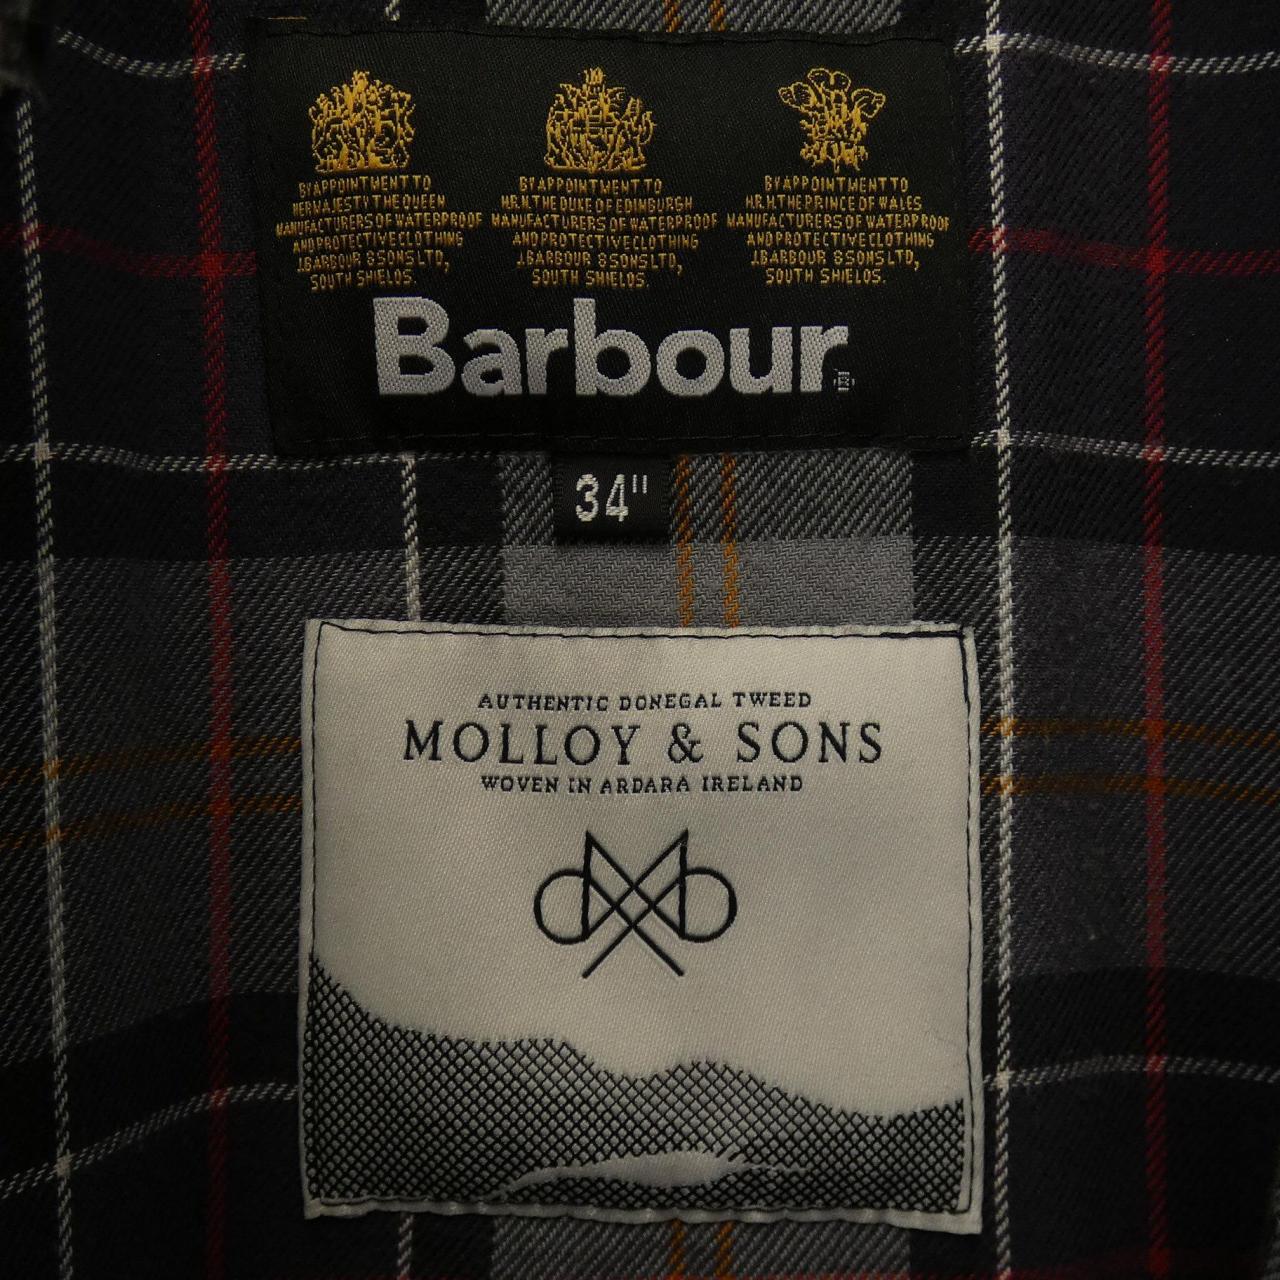 BY APPOINTMENT TO
HER MAJESTY THE QUEEN
MANUFACTURERS OF WATERPROOF
AND PROTECTIVE CLOTHING
J.BARBOUR & SONS LTD,
SOUTH SHIELDS.
BY APPOINTMENT TO
H.R.H. THE DUKE OF EDINBURGH
MANUFACTURERS OF WATERPROOF
AND PROTECTIVE CLOTHING
J.BARBOUR & SONS LTD,
SOUTH SHIELDS.
BY APPOINTMENT TO
H.R.H. THE PRINCE OF WALES
MANUFACTURERS OF WATERPROOF
AND PROTECTIVE CLOTHING
J.BARBOUR & SONS LTD,
SOUTH SHIELDS.
Barbour®
34"
AUTHENTIC DONEGAL TWEED
MOLLOY & SONS
WOVEN IN ARDARA IRELAND